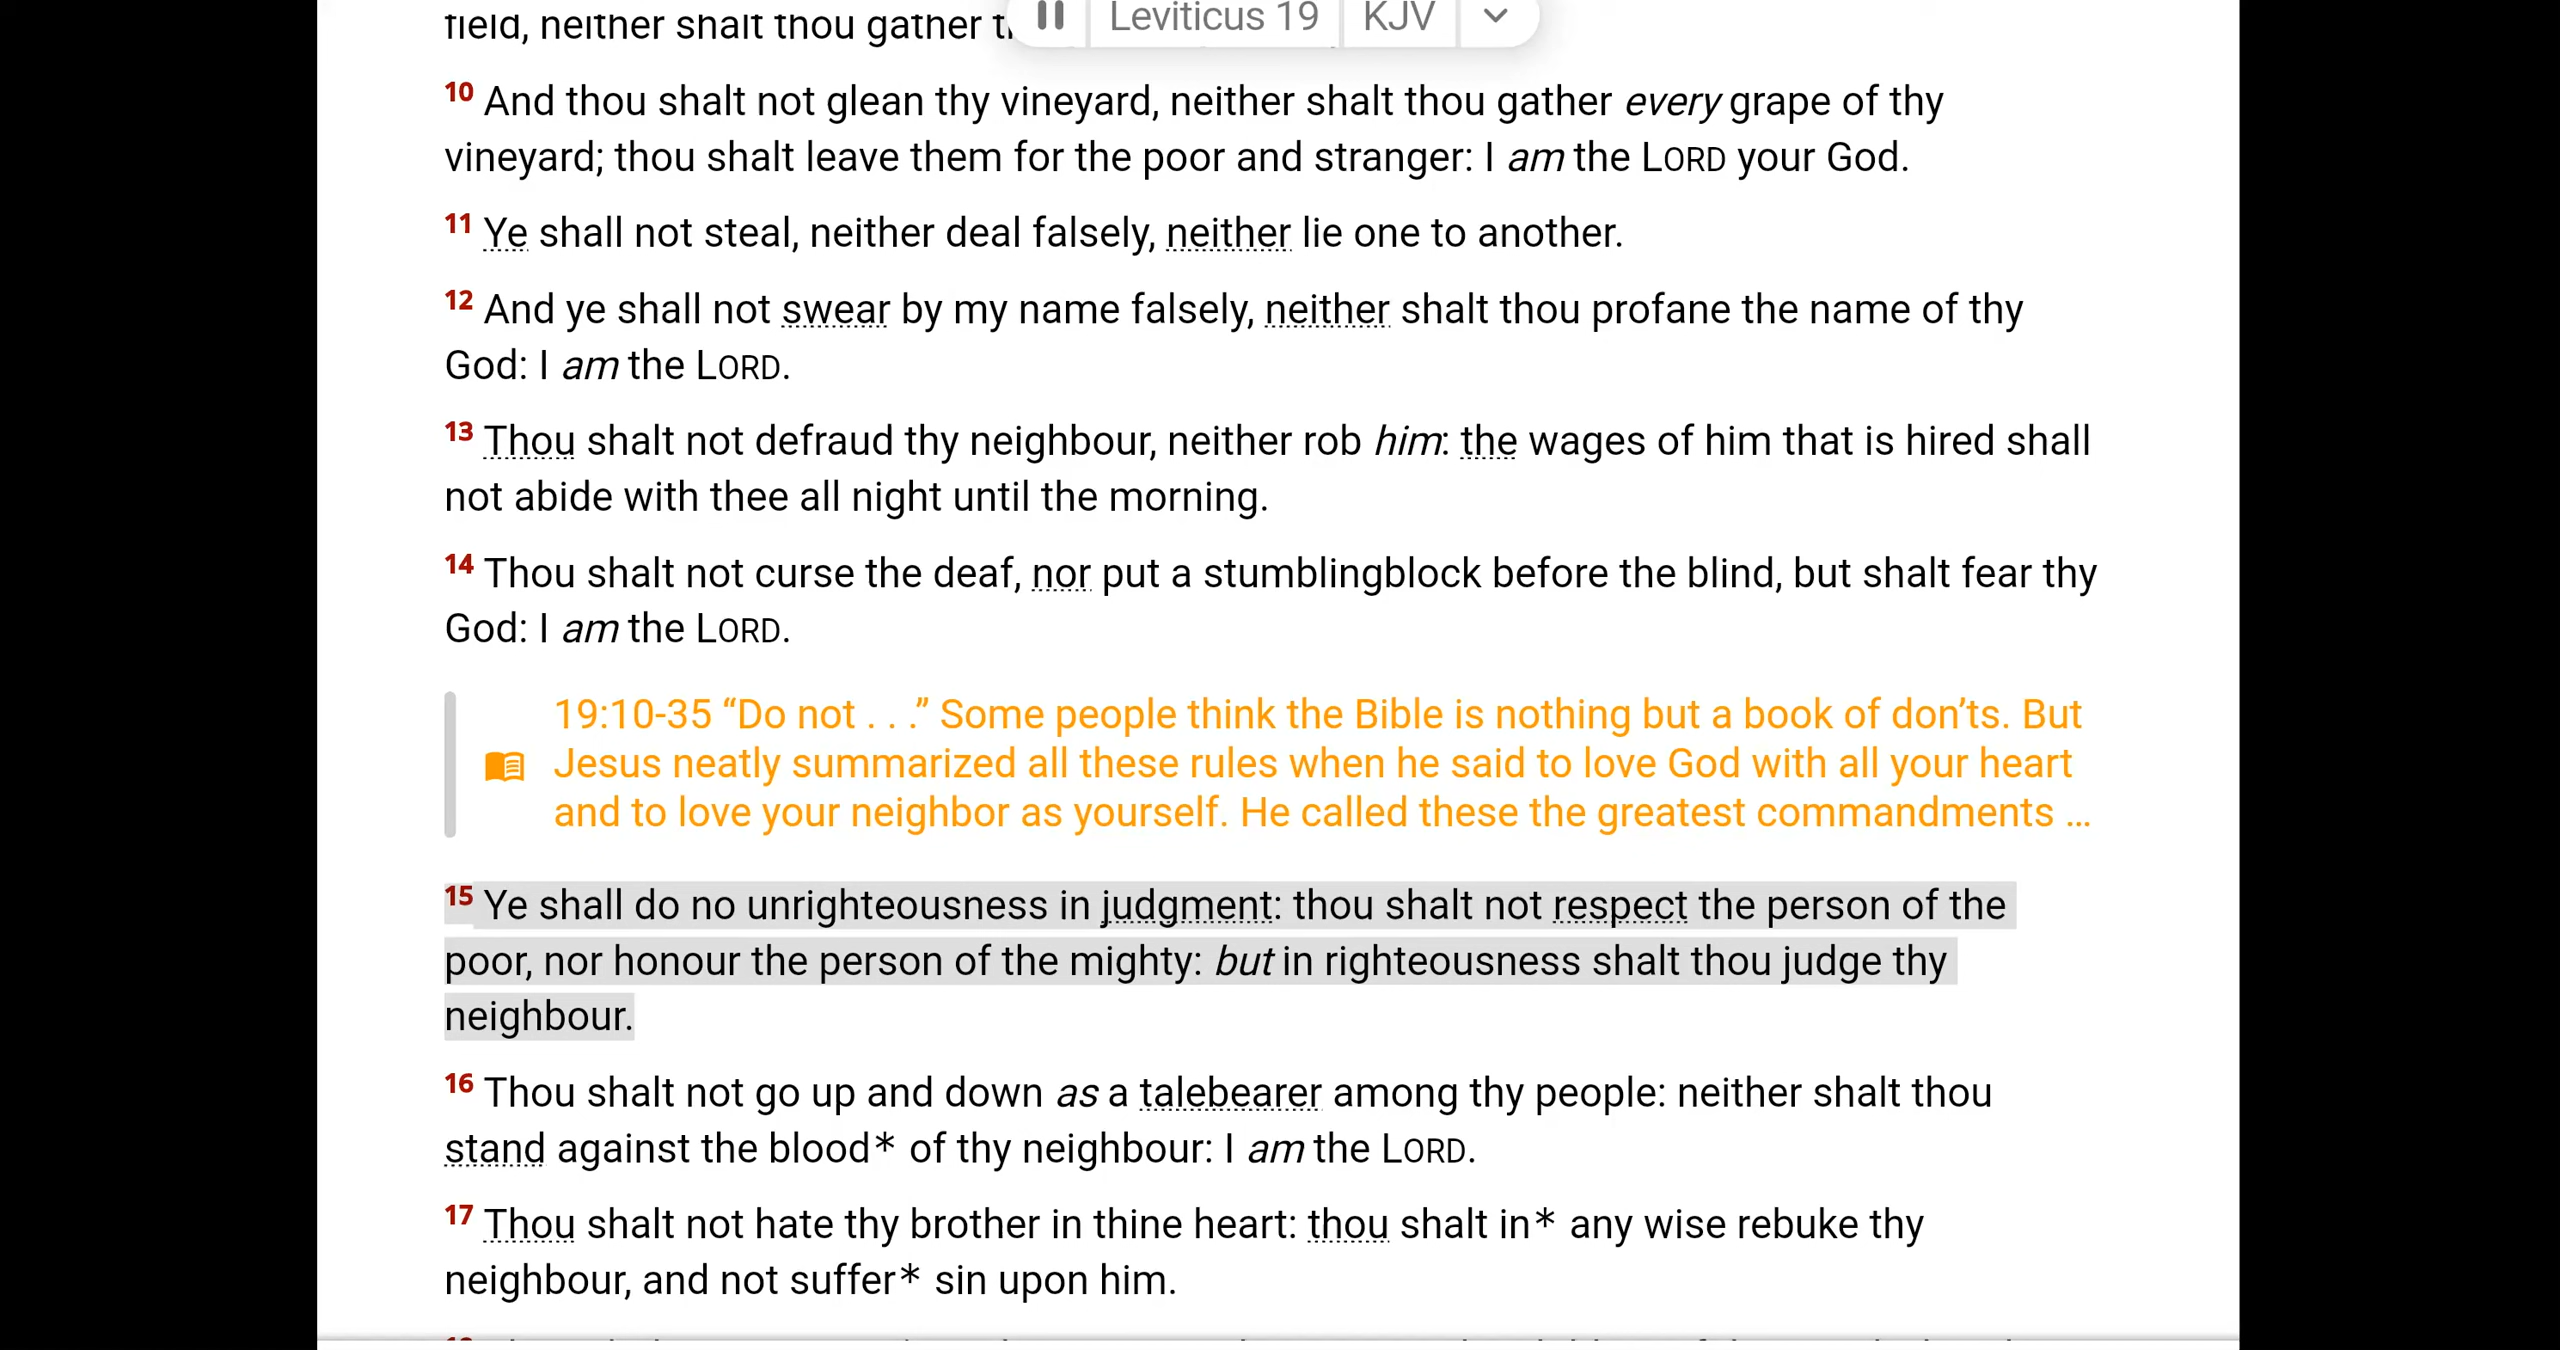 field, neither shalt thou gather
Leviticus 19 KJV
10 And thou shalt not glean thy vineyard, neither shalt thou gather every grape of thy
vineyard; thou shalt leave them for the poor and stranger: I am the LORD your God.
11 Ye shall not steal, neither deal falsely, neither lie one to another.
12 And ye shall not swear by my name falsely, neither shalt thou profane the name of thy
God: I am the LORD.
13 Thou shalt not defraud thy neighbour, neither rob him: the wages of him that is hired shall
not abide with thee all night until the morning.
14 Thou shalt not curse the deaf, nor put a stumblingblock before the blind, but shalt fear thy
God: I am the LORD.
19:10-35 “Do not . . .” Some people think the Bible is nothing but a book of don’ts. But
Jesus neatly summarized all these rules when he said to love God with all your heart
and to love your neighbor as yourself. He called these the greatest commandments ...
15 Ye shall do no unrighteousness in judgment: thou shalt not respect the person of the
poor, nor honour the person of the mighty: but in righteousness shalt thou judge thy
neighbour.
16 Thou shalt not go up and down as a talebearer among thy people: neither shalt thou
stand against the blood* of thy neighbour: I am the LORD.
17 Thou shalt not hate thy brother in thine heart: thou shalt in* any wise rebuke thy
neighbour, and not suffer* sin upon him.